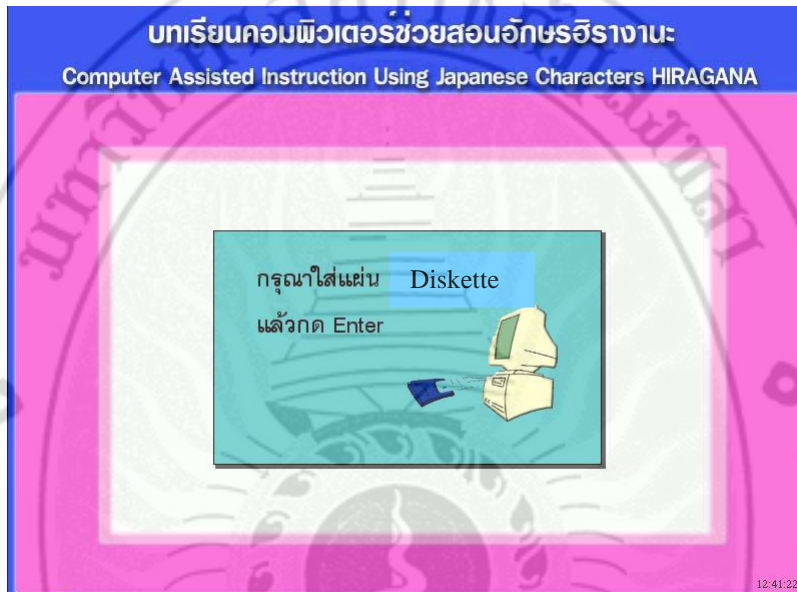 บทเรียนคอมพิวเตอร์ช่วยสอนอักษรฮิรางานะ
Computer Assisted Instruction Using Japanese Characters HIRAGANA
กรุณาใส่แผ่น Diskette
แล้วกด Enter
12:41:22